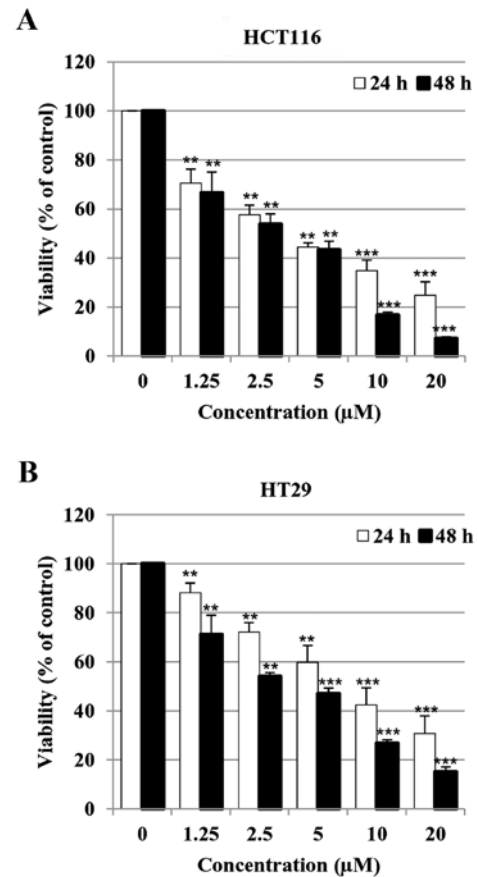 A
HCT116
120
24 h 48 h
100
80
60
40
20
0
Viability (% of control)
** **
** **
** **
*** ***
*** ***
0 1.25 2.5 5 10 20
Concentration (μM)
B
HT29
120
24 h 48 h
100
80
60
40
20
0
Viability (% of control)
** **
** **
** ***
*** ***
*** ***
0 1.25 2.5 5 10 20
Concentration (μM)